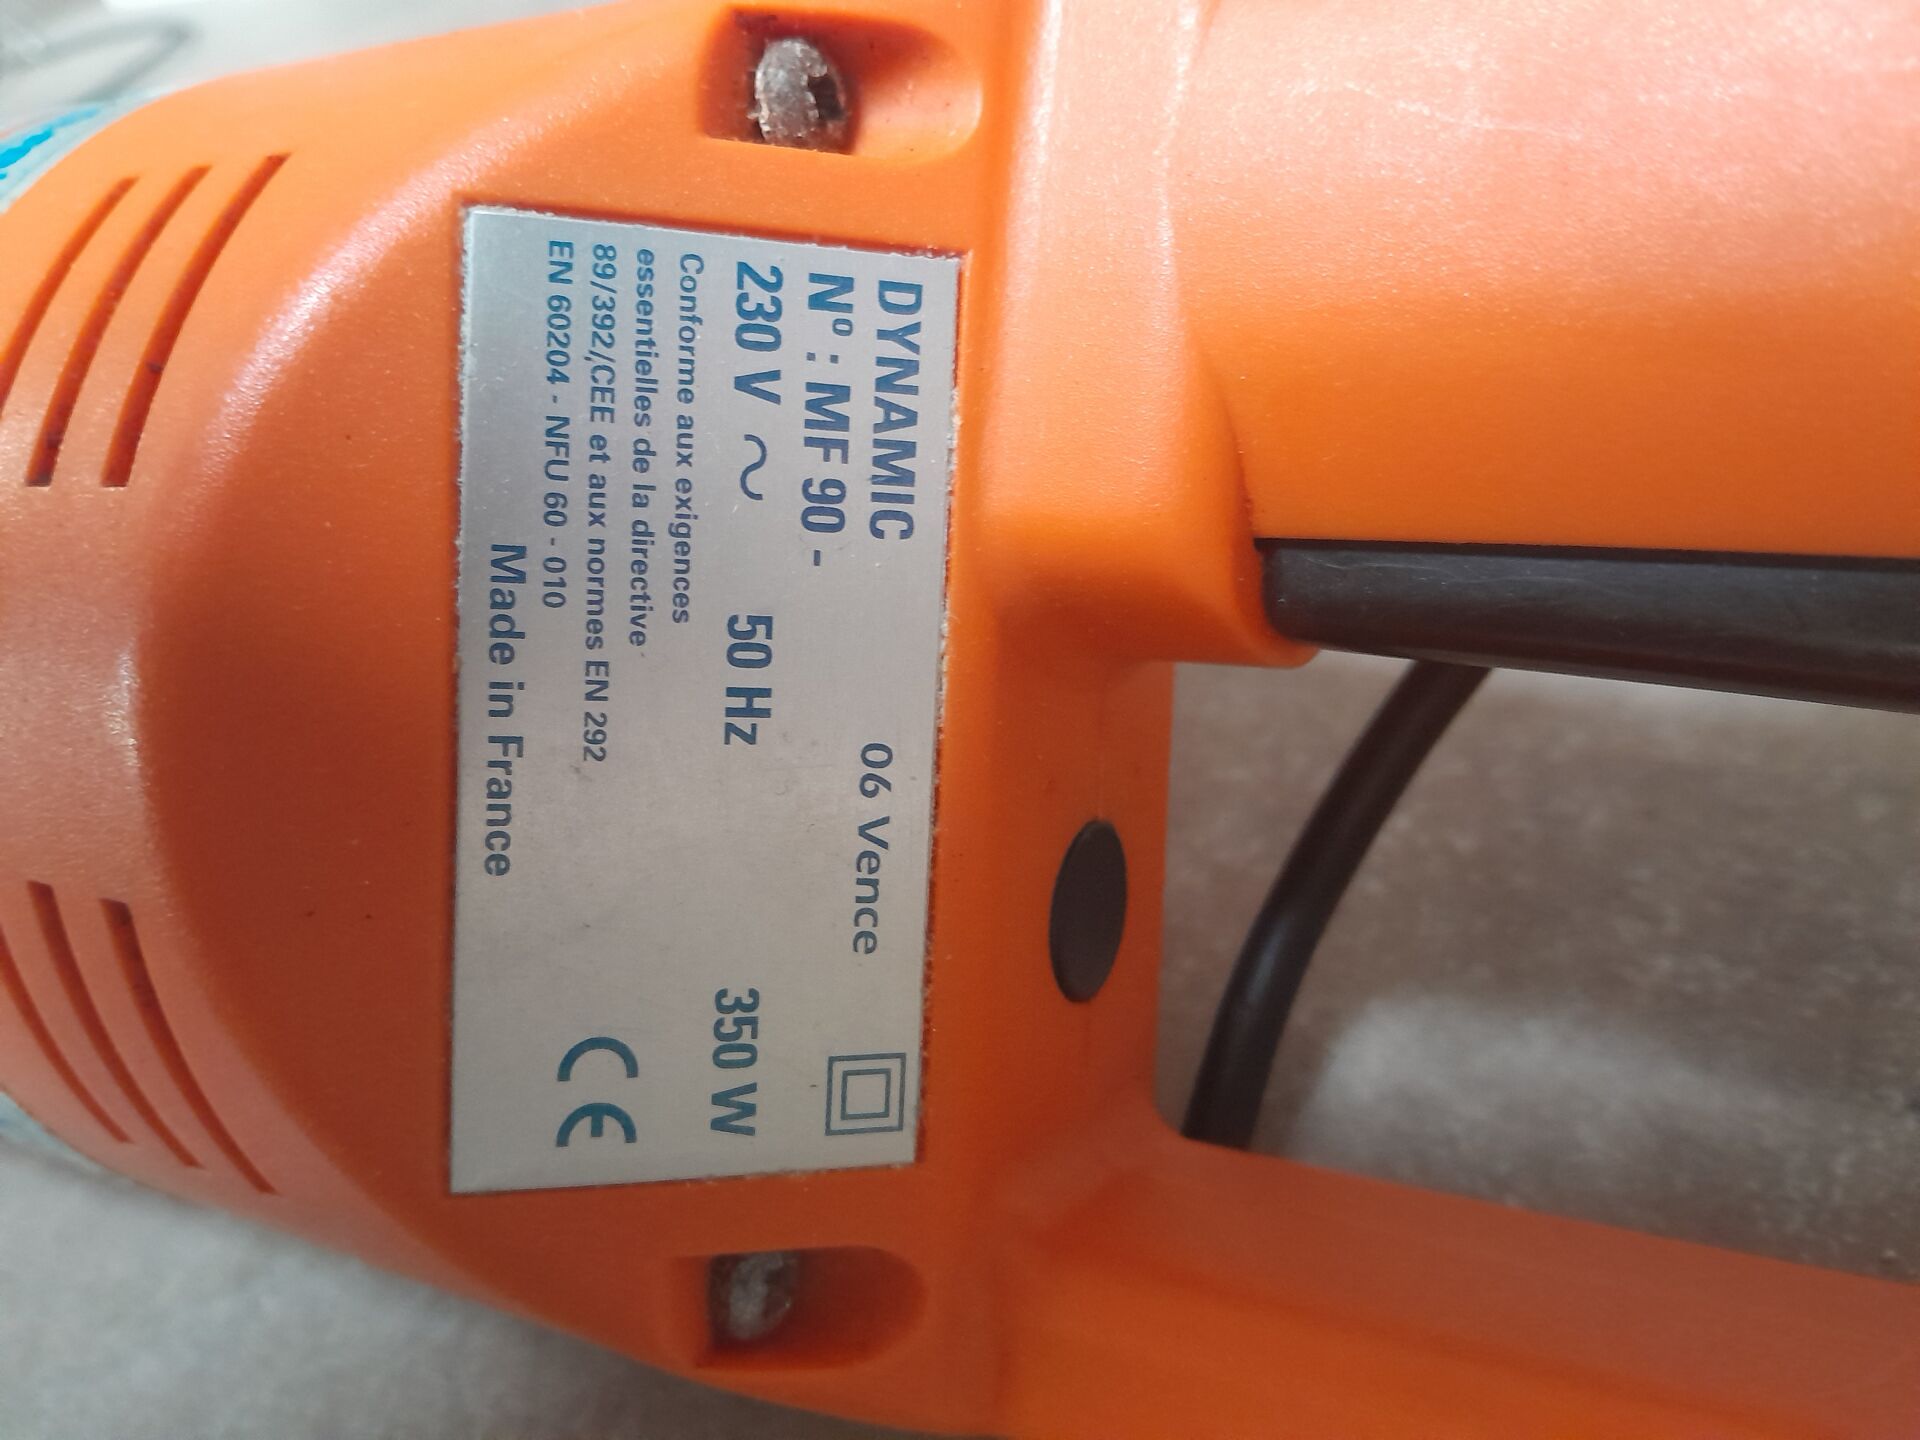 DYNAMIC 06 Vence
N° : MF 90 -
230 V ~ 50 Hz 350 W
Conforme aux exigences
essentielles de la directive
89/392/CEE et aux normes EN 292
EN 60204 - NFU 60 - 010
CE
Made in France